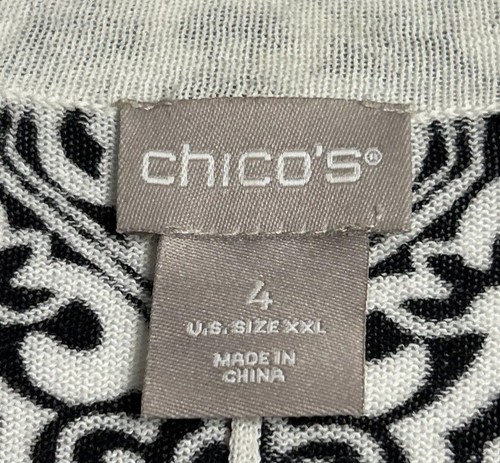 chico's®
4
U.S. SIZE XXL
MADE IN
CHINA